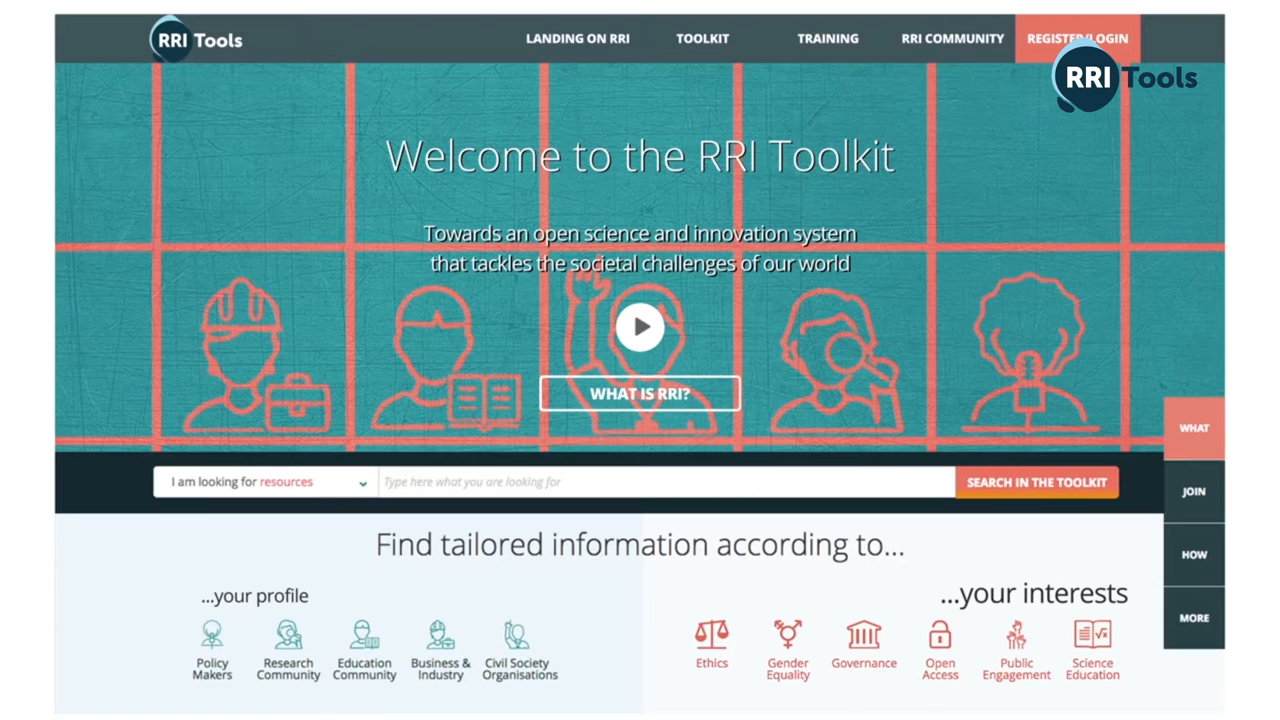 RRI Tools
LANDING ON RRI
TOOLKIT
TRAINING
RRI COMMUNITY
REGISTER/LOGIN
RRI Tools
Welcome to the RRI Toolkit
Towards an open science and innovation system
that tackles the societal challenges of our world
WHAT IS RRI?
WHAT
JOIN
HOW
MORE
I am looking for resources
Type here what you are looking for
SEARCH IN THE TOOLKIT
Find tailored information according to...
...your profile
Policy
Makers
Research
Community
Education
Community
Business &
Industry
Civil Society
Organisations
...your interests
Ethics
Gender
Equality
Governance
Open
Access
Public
Engagement
Science
Education